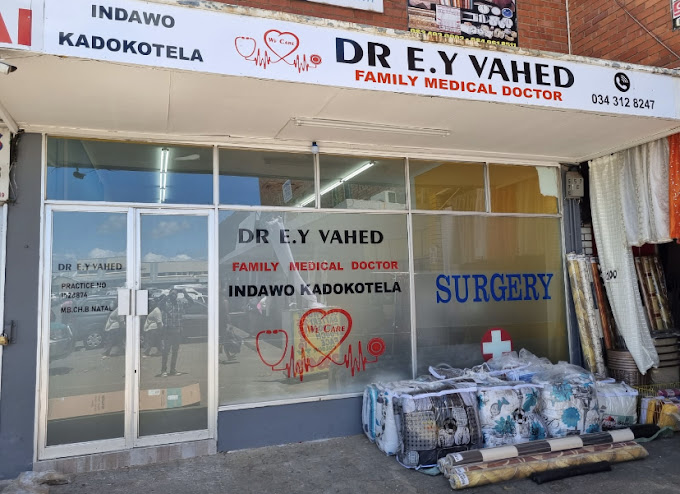 INDAWO
KADOKOTELA
We Care
DR E.Y VAHED
FAMILY MEDICAL DOCTOR
034 312 8247
DR E.Y VAHED
PRACTICE NO
MB.CH.B NATAL
DR E.Y VAHED
FAMILY MEDICAL DOCTOR
INDAWO KADOKOTELA
We Care
SURGERY